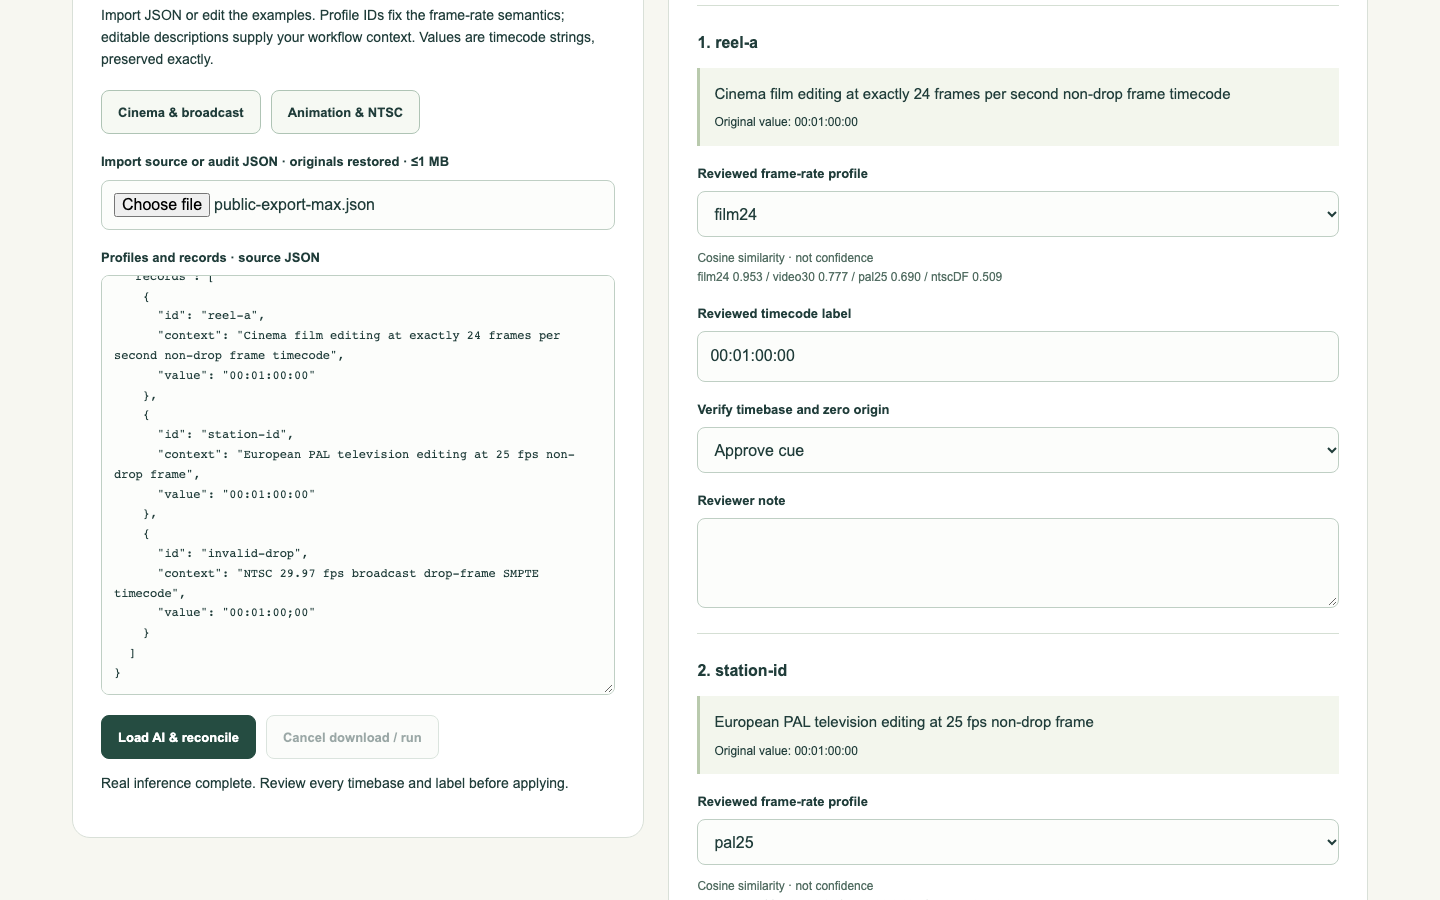 Import JSON or edit the examples. Profile IDs fix the frame-rate semantics;
editable descriptions supply your workflow context. Values are timecode strings,
preserved exactly.
Cinema & broadcast
Animation & NTSC
Import source or audit JSON · originals restored · ≤1 MB
Choose file public-export-max.json
Profiles and records · source JSON
"records": [
{
"id": "reel-a",
"context": "Cinema film editing at exactly 24 frames per
second non-drop frame timecode",
"value": "00:01:00:00"
},
{
"id": "station-id",
"context": "European PAL television editing at 25 fps non-
drop frame",
"value": "00:01:00:00"
},
{
"id": "invalid-drop",
"context": "NTSC 29.97 fps broadcast drop-frame SMPTE
timecode",
"value": "00:01:00;00"
}
]
}
Load AI & reconcile
Cancel download / run
Real inference complete. Review every timebase and label before applying.
1. reel-a
Cinema film editing at exactly 24 frames per second non-drop frame timecode
Original value: 00:01:00:00
Reviewed frame-rate profile
film24
Cosine similarity · not confidence
film24 0.953 / video30 0.777 / pal25 0.690 / ntscDF 0.509
Reviewed timecode label
00:01:00:00
Verify timebase and zero origin
Approve cue
Reviewer note
2. station-id
European PAL television editing at 25 fps non-drop frame
Original value: 00:01:00:00
Reviewed frame-rate profile
pal25
Cosine similarity · not confidence